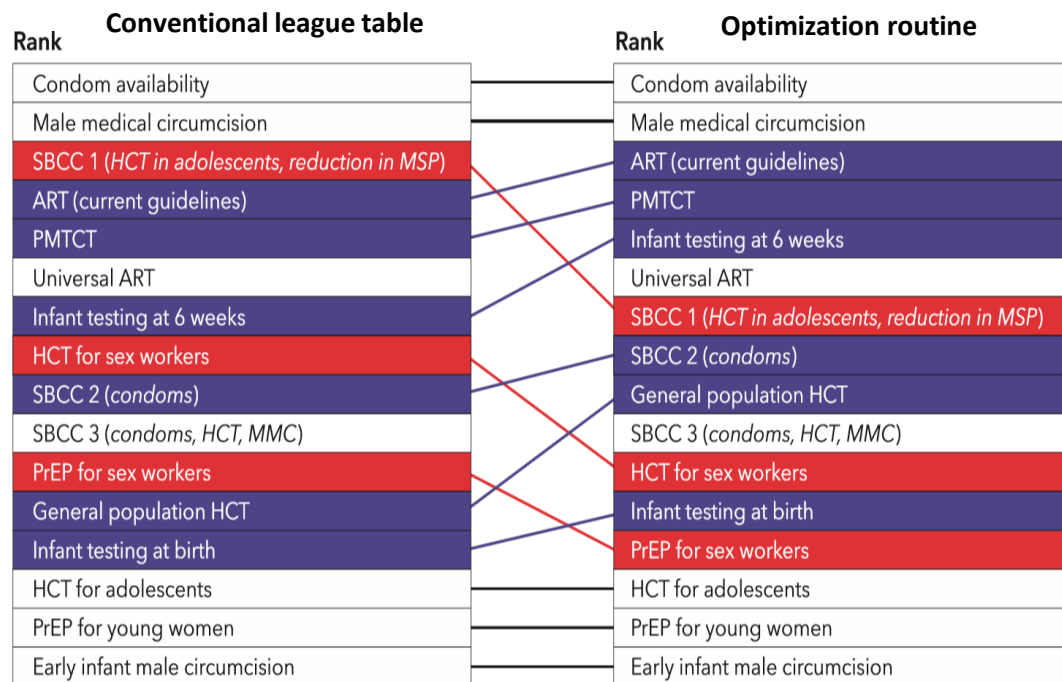 Conventional league table
Rank
Condom availability
Male medical circumcision
SBCC 1 (HCT in adolescents, reduction in MSP)
ART (current guidelines)
PMTCT
Universal ART
Infant testing at 6 weeks
HCT for sex workers
SBCC 2 (condoms)
SBCC 3 (condoms, HCT, MMC)
PrEP for sex workers
General population HCT
Infant testing at birth
HCT for adolescents
PrEP for young women
Early infant male circumcision
Optimization routine
Rank
Condom availability
Male medical circumcision
ART (current guidelines)
PMTCT
Infant testing at 6 weeks
Universal ART
SBCC 1 (HCT in adolescents, reduction in MSP)
SBCC 2 (condoms)
General population HCT
SBCC 3 (condoms, HCT, MMC)
HCT for sex workers
Infant testing at birth
PrEP for sex workers
HCT for adolescents
PrEP for young women
Early infant male circumcision